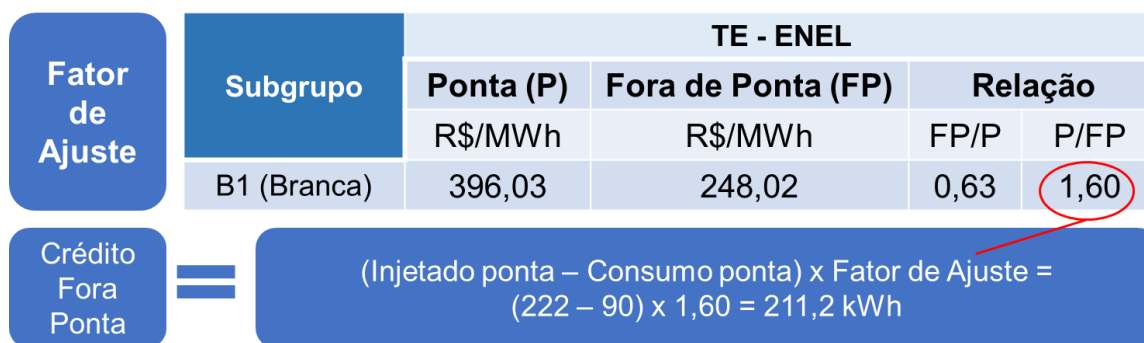 Fator
de
Ajuste
Subgrupo
TE - ENEL
Ponta (P)
Fora de Ponta (FP)
Relação
R$/MWh
R$/MWh
FP/P
P/FP
B1 (Branca)
396,03
248,02
0,63
1,60
Crédito
Fora
Ponta
=
(Injetado ponta – Consumo ponta) x Fator de Ajuste =
(222 – 90) x 1,60 = 211,2 kWh